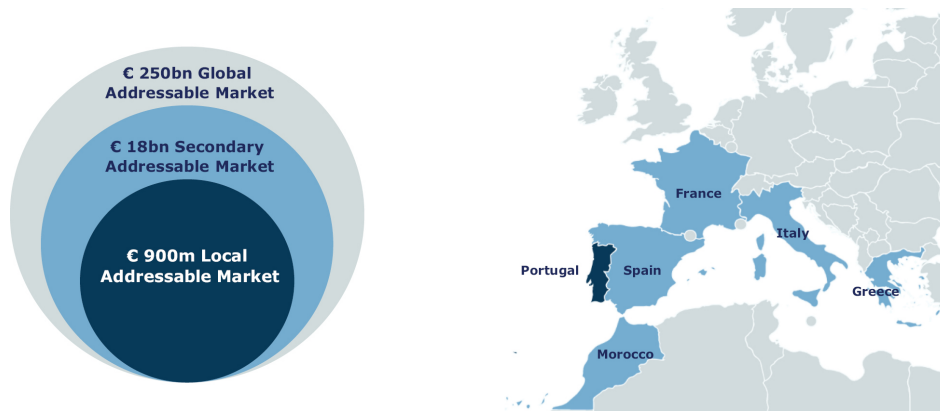 € 250bn Global
Addressable Market
€ 18bn Secondary
Addressable Market
€ 900m Local
Addressable Market
France
Italy
Portugal
Spain
Greece
Morocco